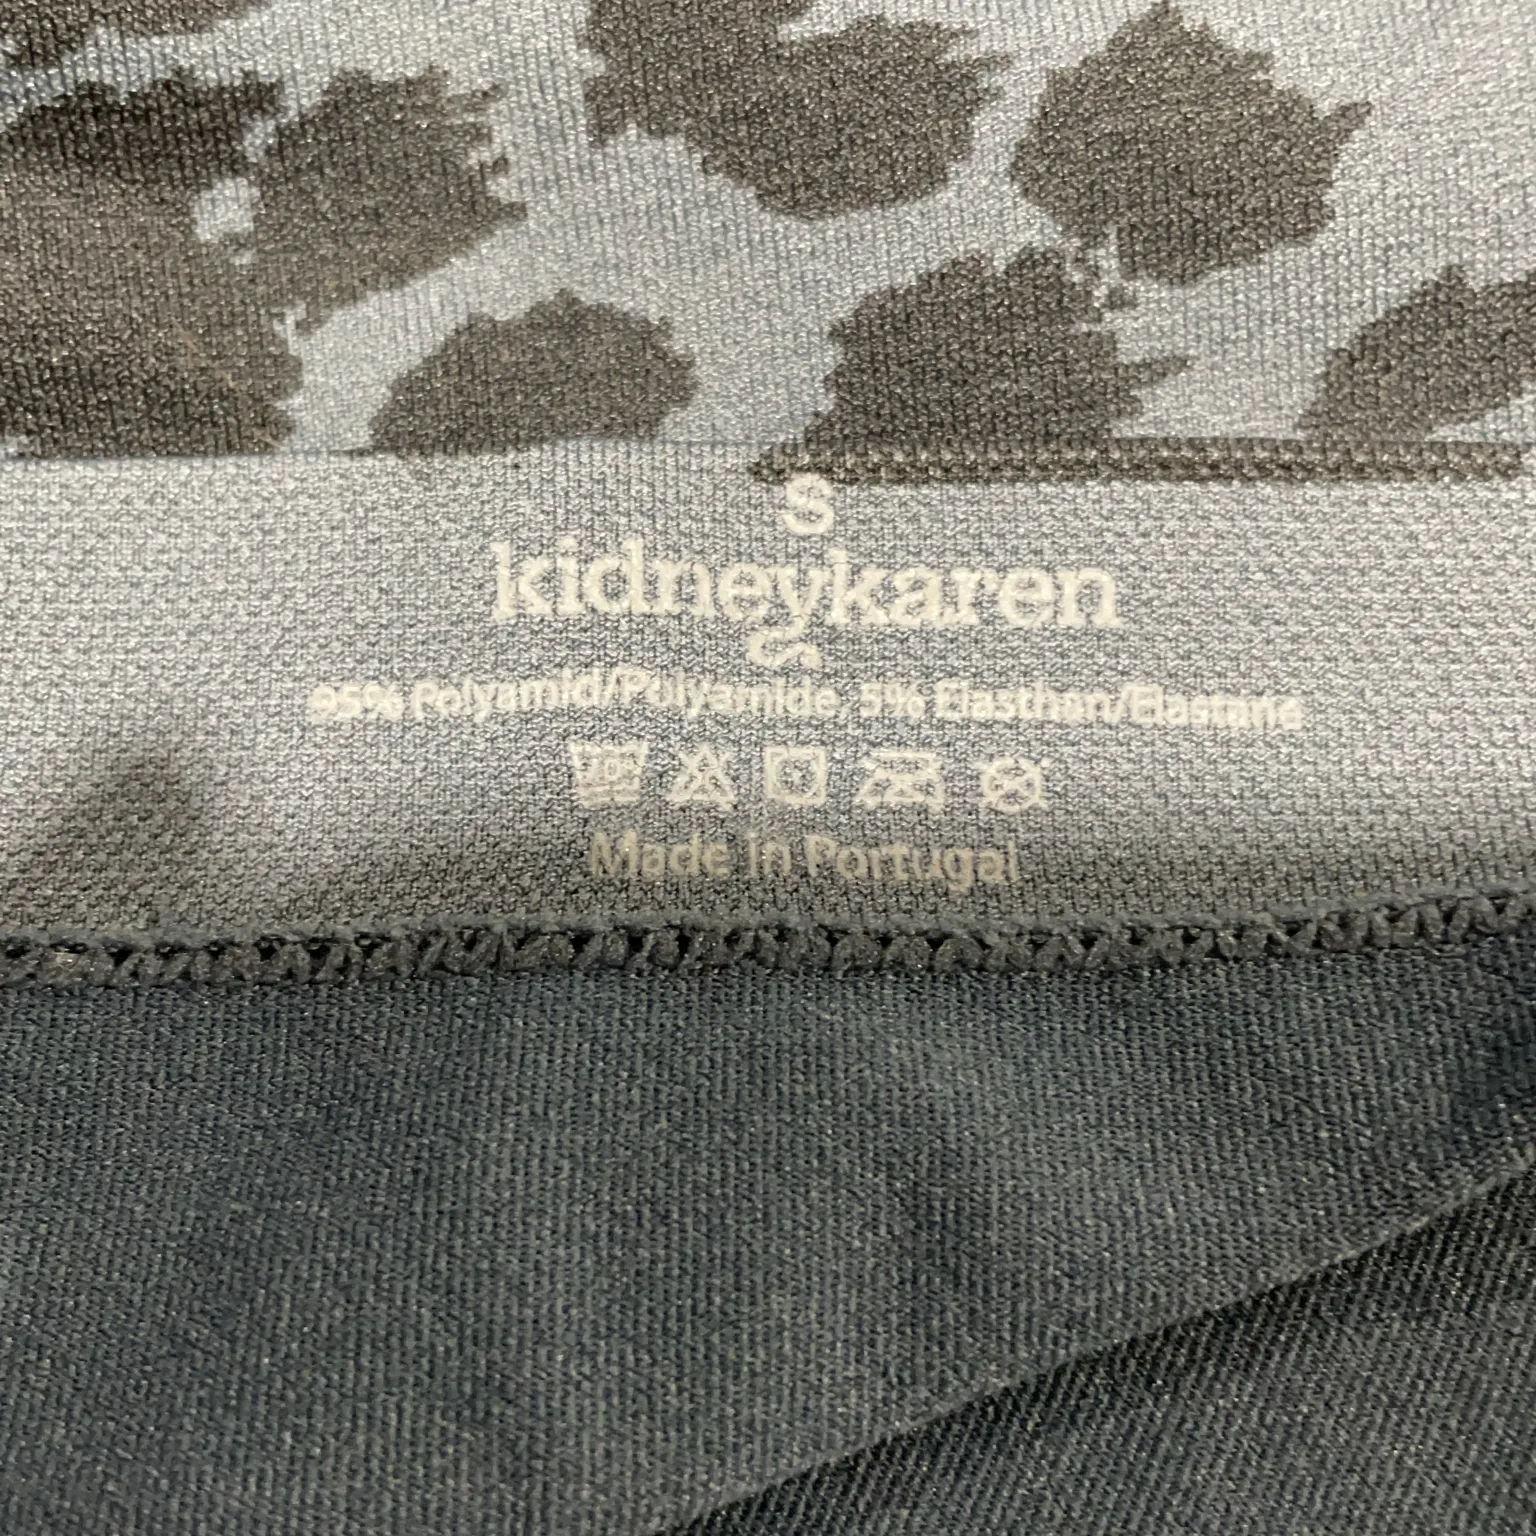 S
kidneykaren
95% Polyamid/Polyamide, 5% Elasthan/Elastane
Made in Portugal